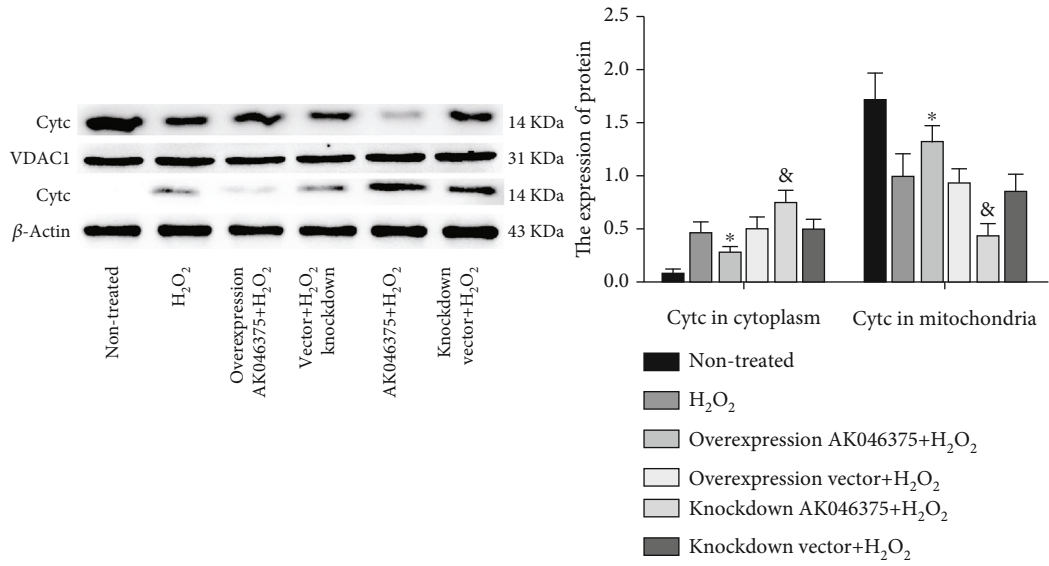 Cytc
14 KDa
VDAC1
31 KDa
Cytc
14 KDa
β-Actin
43 KDa
Non-treated
H₂O₂
Overexpression
AK046375+H₂O₂
Vector+H₂O₂
knockdown
AK046375+H₂O₂
Knockdown
vector+H₂O₂
The expression of protein
2.5
2.0
1.5
1.0
0.5
0.0
*
&
*
&
Cytc in cytoplasm
Cytc in mitochondria
Non-treated
H₂O₂
Overexpression AK046375+H₂O₂
Overexpression vector+H₂O₂
Knockdown AK046375+H₂O₂
Knockdown vector+H₂O₂